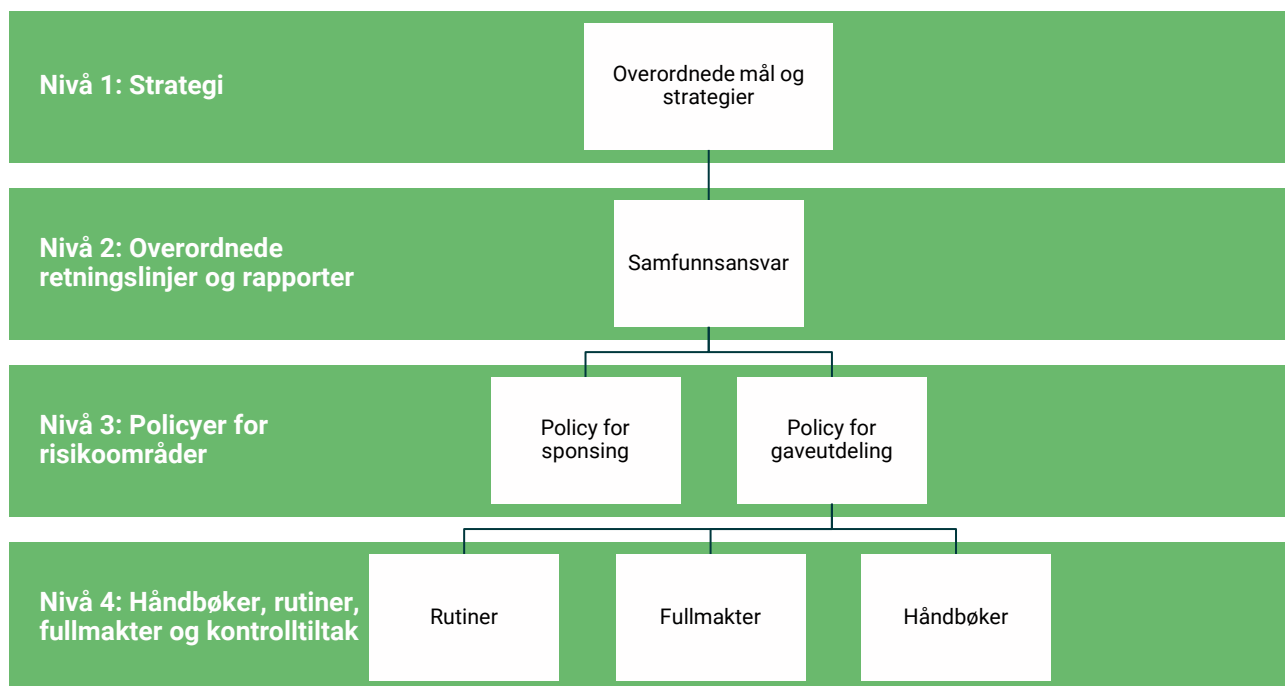 Nivå 1: Strategi
Overordnede mål og
strategier
Nivå 2: Overordnede
retningslinjer og rapporter
Samfunnsansvar
Nivå 3: Policyer for
risikoområder
Policy for
sponsing
Policy for
gaveutdeling
Nivå 4: Håndbøker, rutiner,
fullmakter og kontrolltiltak
Rutiner
Fullmakter
Håndbøker